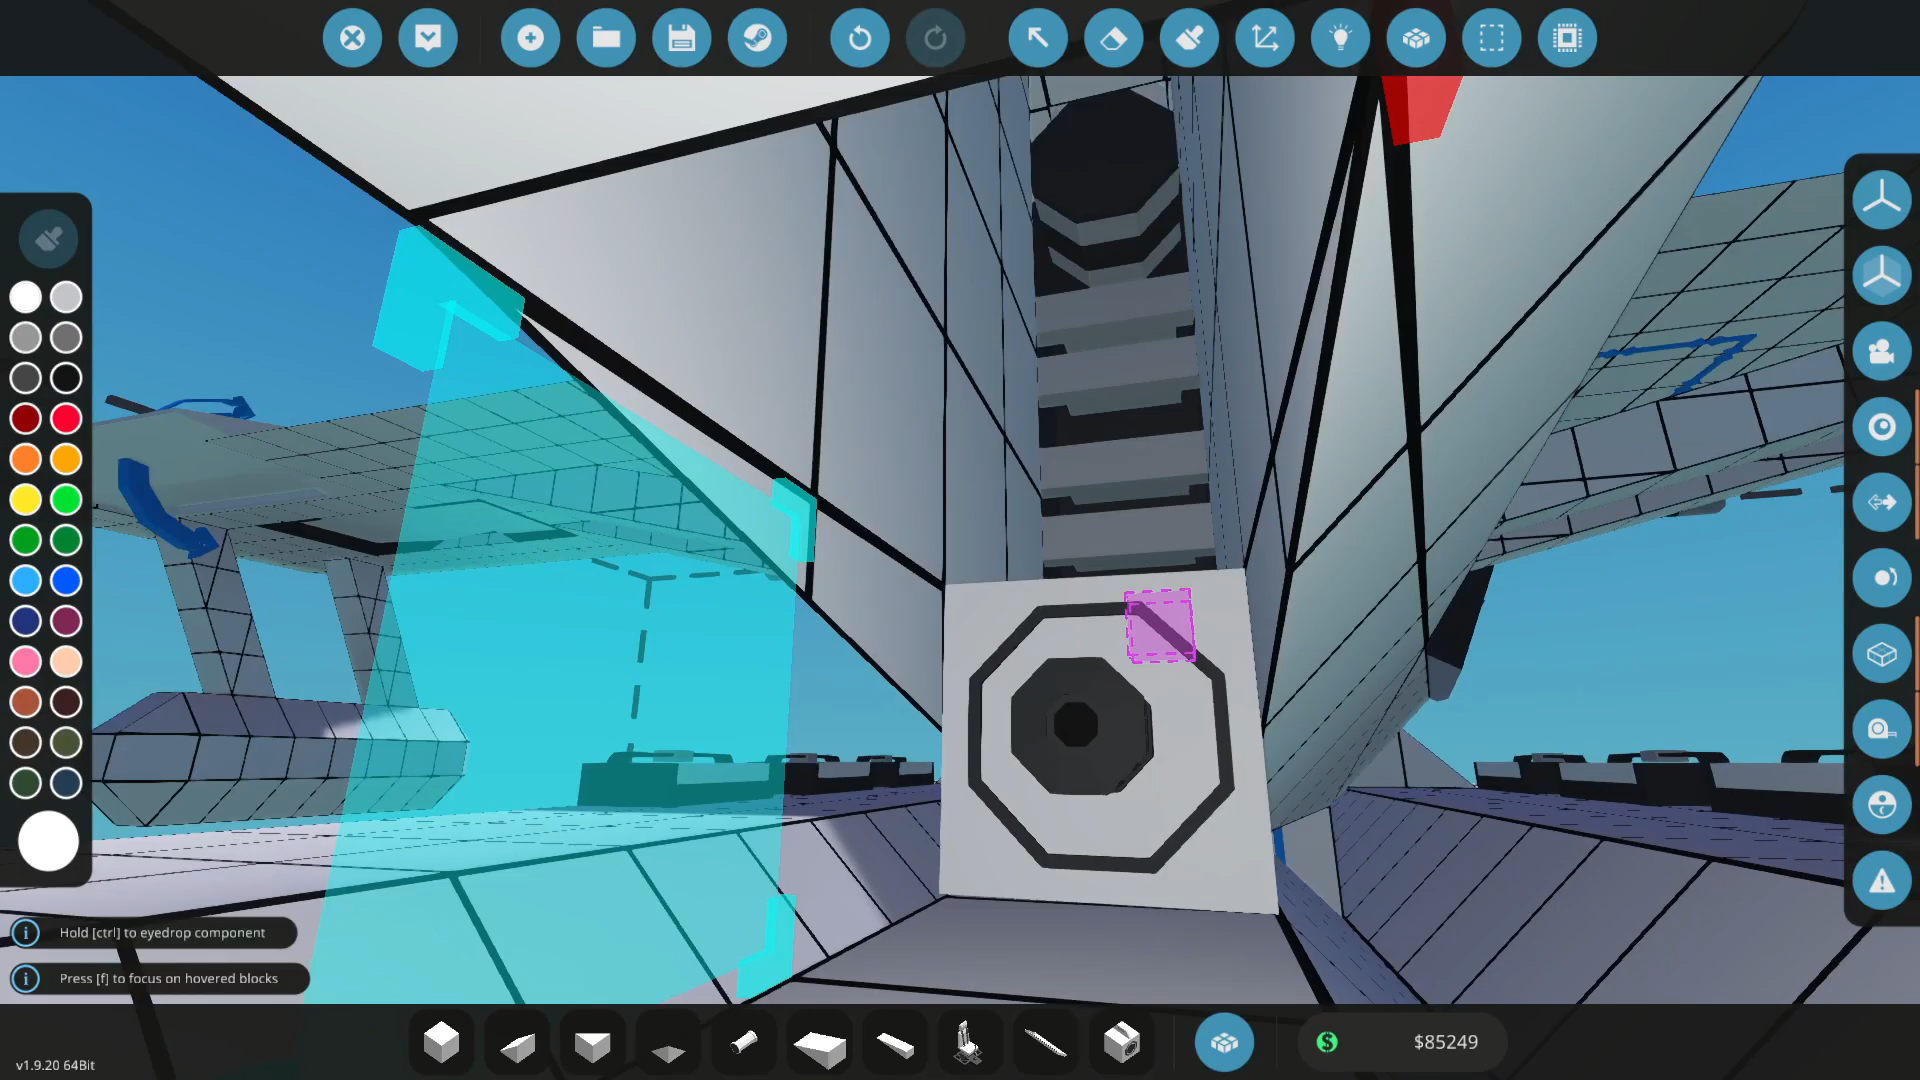 Hold [ctrl] to eyedrop component
Press [f] to focus on hovered blocks
$85249
v1.9.20 64Bit